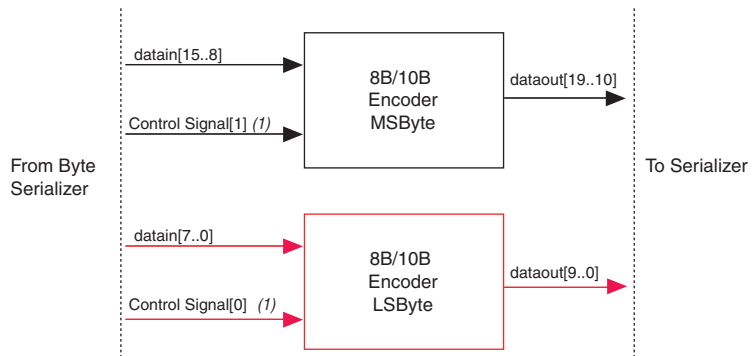 datain[15..8]
8B/10B
Encoder
MSByte
dataout[19..10]
Control Signal[1] (1)
From Byte
Serializer
To Serializer
datain[7..0]
8B/10B
Encoder
LSByte
dataout[9..0]
Control Signal[0] (1)